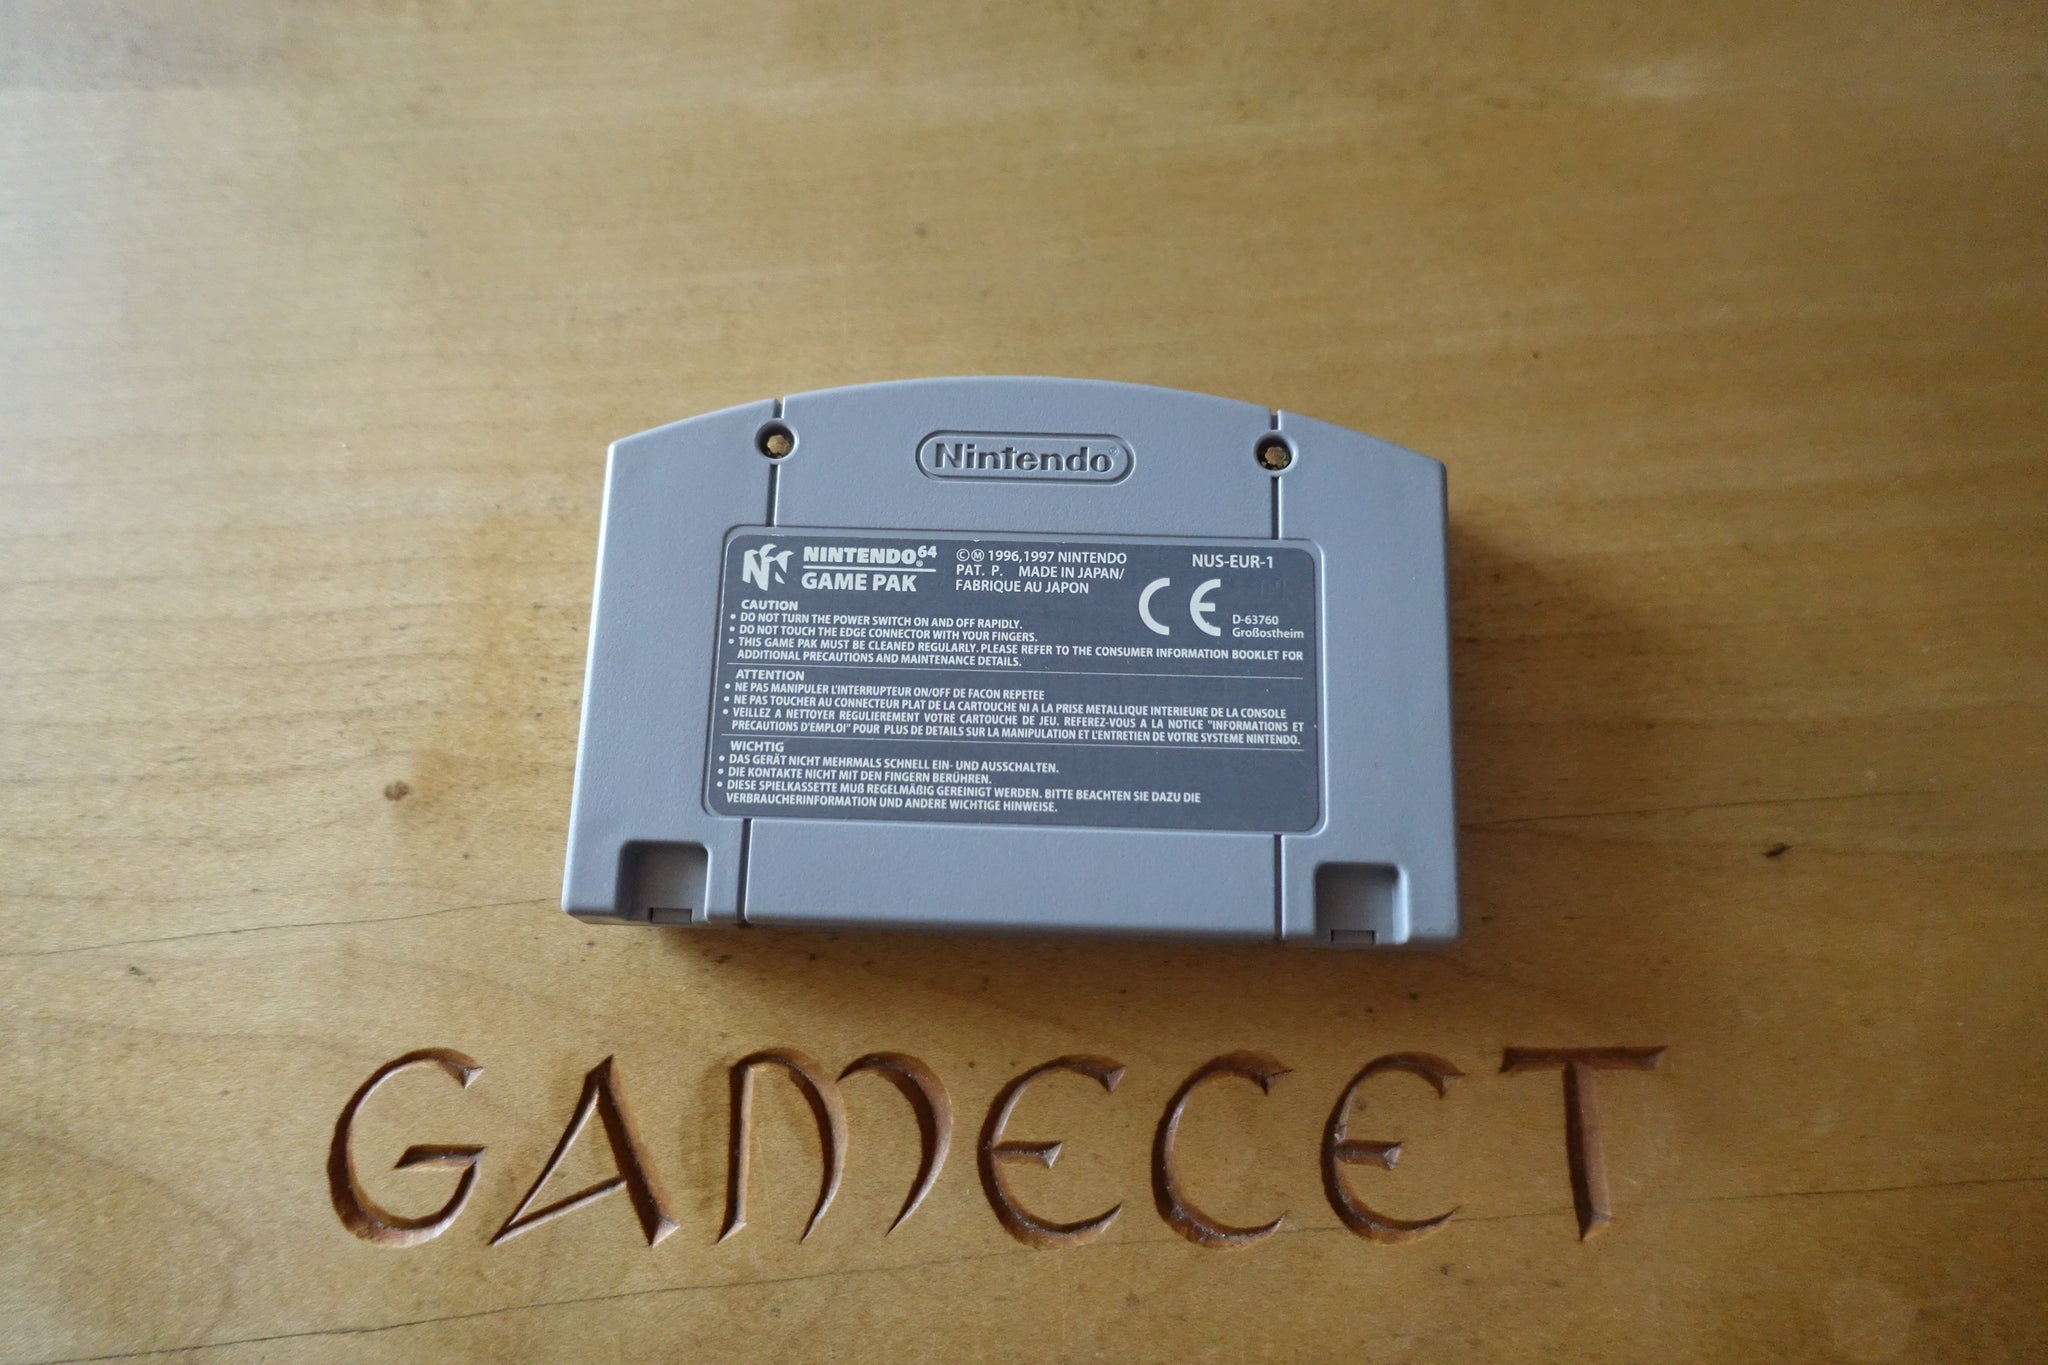 Nintendo®
NINTENDO64®
GAME PAK
©Ⓜ 1996,1997 NINTENDO
PAT. P. MADE IN JAPAN/
FABRIQUE AU JAPON
NUS-EUR-1
CE
D-63760
Großostheim
CAUTION
• DO NOT TURN THE POWER SWITCH ON AND OFF RAPIDLY.
• DO NOT TOUCH THE EDGE CONNECTOR WITH YOUR FINGERS.
• THIS GAME PAK MUST BE CLEANED REGULARLY. PLEASE REFER TO THE CONSUMER INFORMATION BOOKLET FOR
ADDITIONAL PRECAUTIONS AND MAINTENANCE DETAILS.
ATTENTION
• NE PAS MANIPULER L'INTERRUPTEUR ON/OFF DE FACON REPETEE
• NE PAS TOUCHER AU CONNECTEUR PLAT DE LA CARTOUCHE NI A LA PRISE METALLIQUE INTERIEURE DE LA CONSOLE
• VEILLEZ A NETTOYER REGULIEREMENT VOTRE CARTOUCHE DE JEU. REFEREZ-VOUS A LA NOTICE "INFORMATIONS ET
PRECAUTIONS D'EMPLOI" POUR PLUS DE DETAILS SUR LA MANIPULATION ET L'ENTRETIEN DE VOTRE SYSTEME NINTENDO.
WICHTIG
• DAS GERÄT NICHT MEHRMALS SCHNELL EIN- UND AUSSCHALTEN.
• DIE KONTAKTE NICHT MIT DEN FINGERN BERÜHREN.
• DIESE SPIELKASSETTE MUß REGELMÄßIG GEREINIGT WERDEN. BITTE BEACHTEN SIE DAZU DIE
VERBRAUCHERINFORMATION UND ANDERE WICHTIGE HINWEISE.
GAMECET